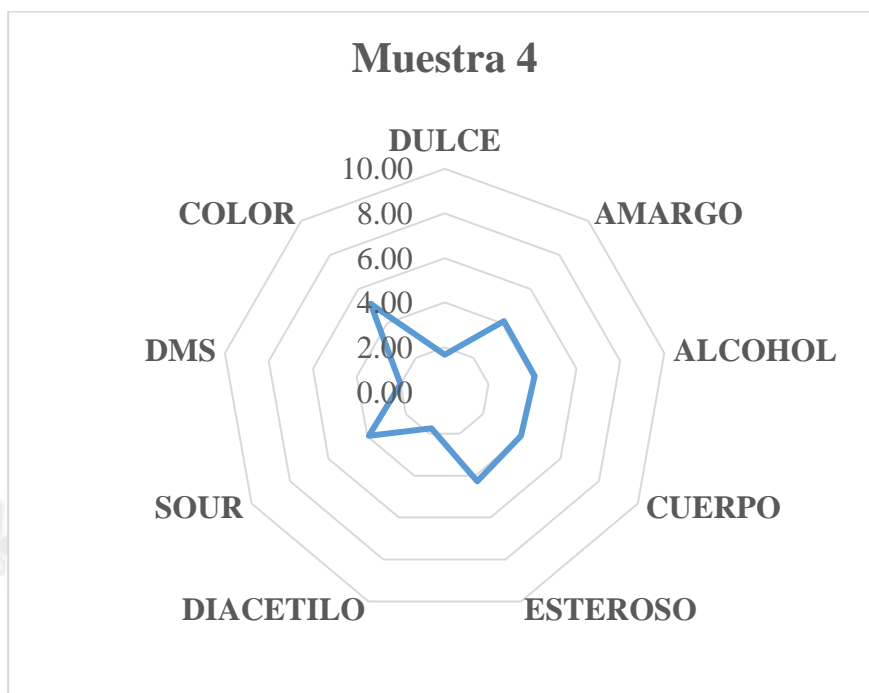 Muestra 4
DULCE
10.00
COLOR
8.00
AMARGO
6.00
4.00
DMS
2.00
ALCOHOL
0.00
SOUR
CUERPO
DIACETILO
ESTEROSO